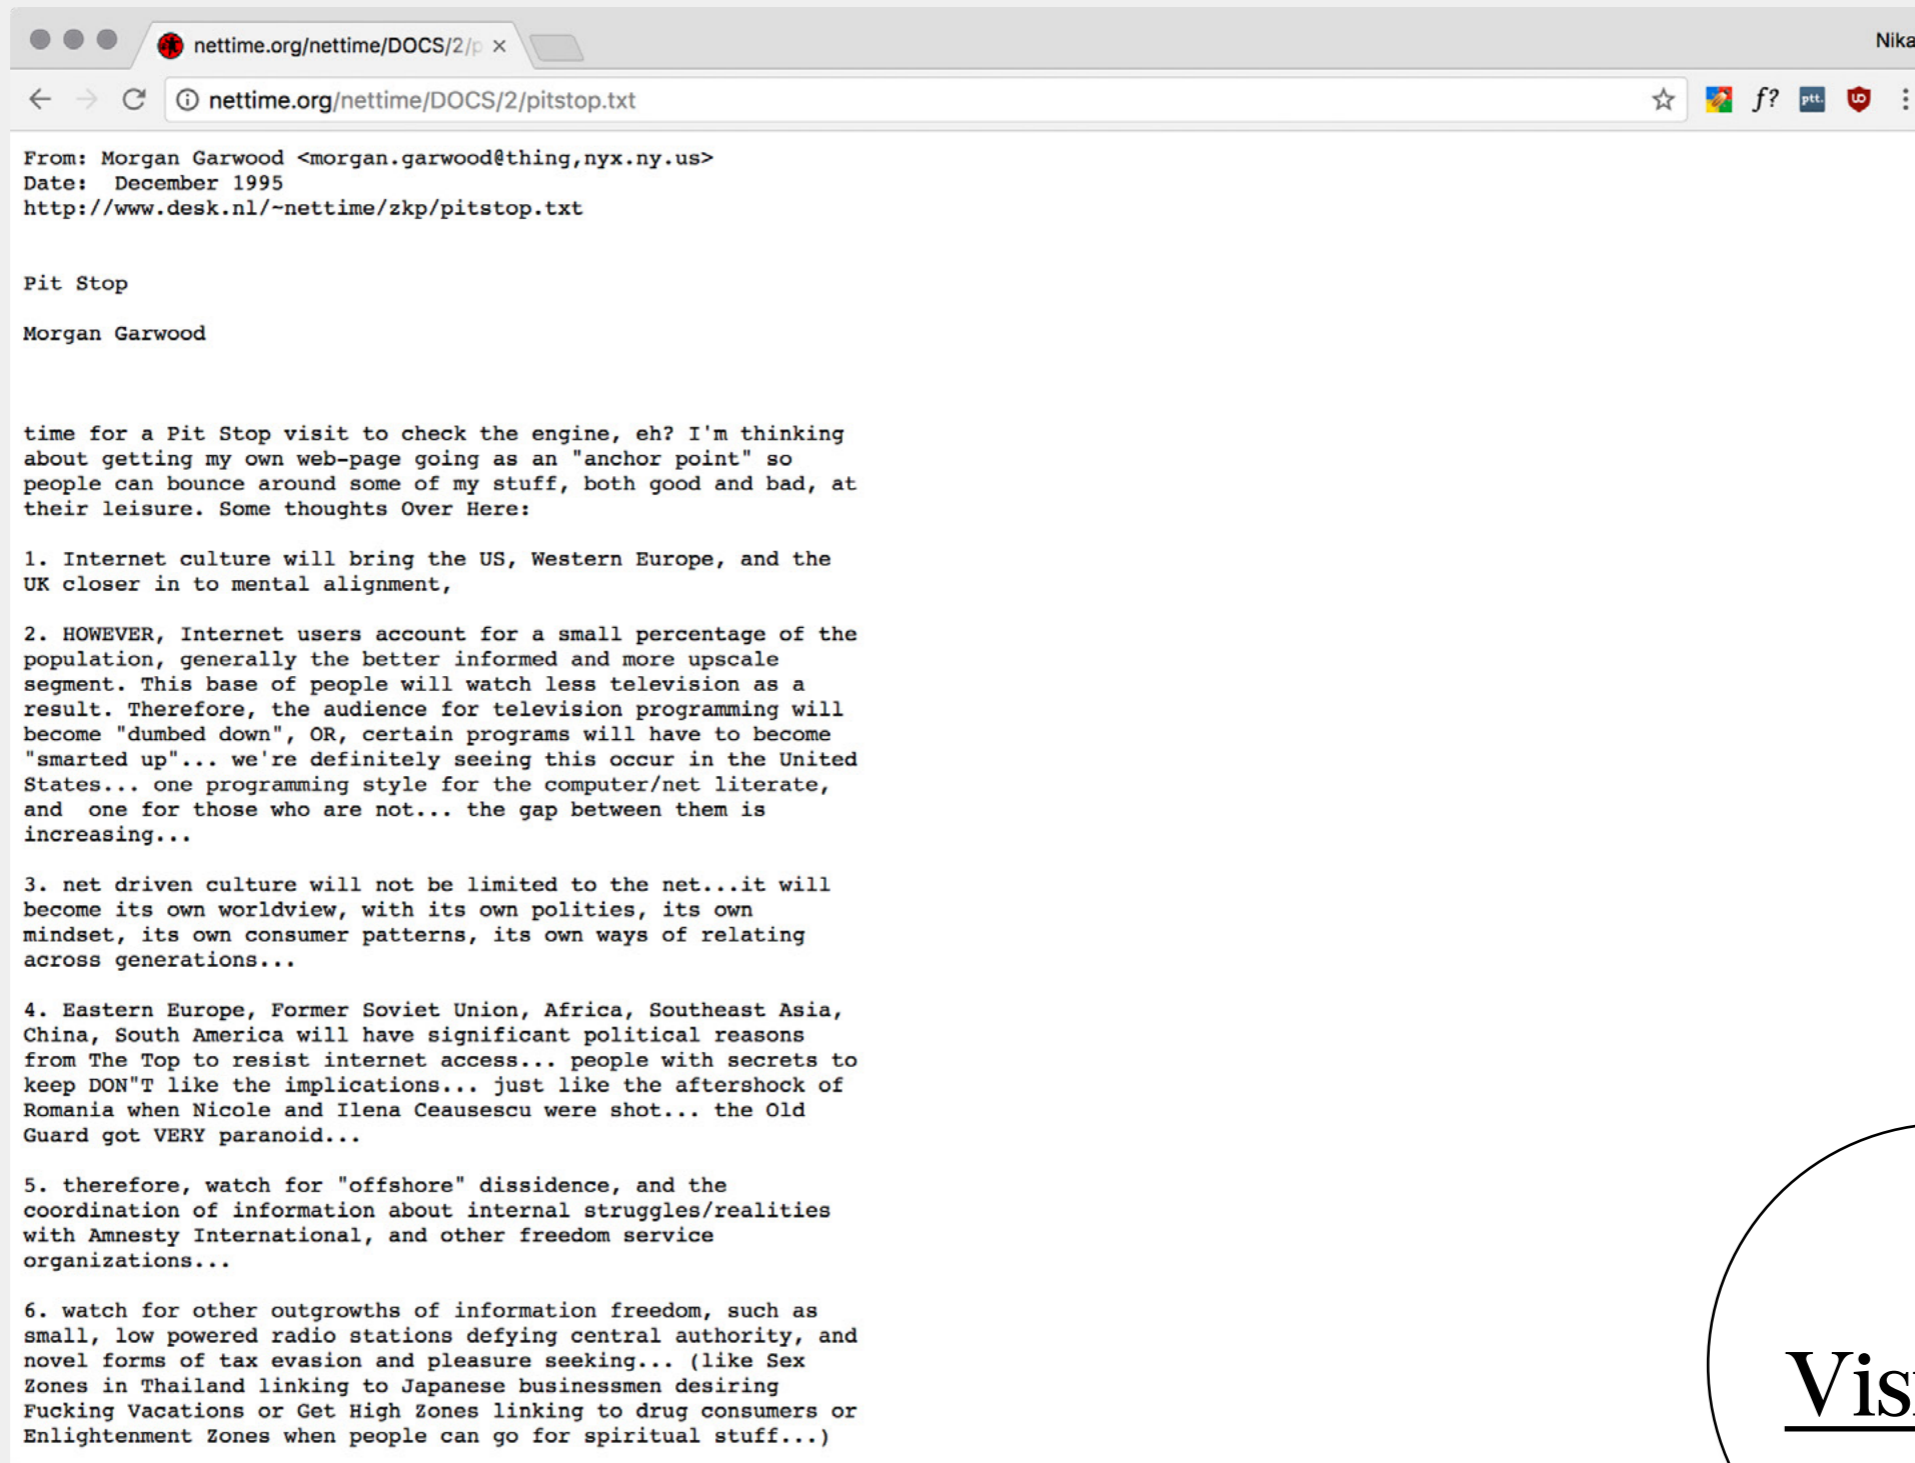 nettime.org/nettime/DOCS/2/p
Nika
nettime.org/nettime/DOCS/2/pitstop.txt
f?
ptt.
From: Morgan Garwood <morgan.garwood@thing,nyx.ny.us>
Date:  December 1995
http://www.desk.nl/~nettime/zkp/pitstop.txt
Pit Stop
Morgan Garwood
time for a Pit Stop visit to check the engine, eh? I'm thinking
about getting my own web-page going as an "anchor point" so
people can bounce around some of my stuff, both good and bad, at
their leisure. Some thoughts Over Here:
1. Internet culture will bring the US, Western Europe, and the
UK closer in to mental alignment,
2. HOWEVER, Internet users account for a small percentage of the
population, generally the better informed and more upscale
segment. This base of people will watch less television as a
result. Therefore, the audience for television programming will
become "dumbed down", OR, certain programs will have to become
"smarted up"... we're definitely seeing this occur in the United
States... one programming style for the computer/net literate,
and  one for those who are not... the gap between them is
increasing...
3. net driven culture will not be limited to the net...it will
become its own worldview, with its own polities, its own
mindset, its own consumer patterns, its own ways of relating
across generations...
4. Eastern Europe, Former Soviet Union, Africa, Southeast Asia,
China, South America will have significant political reasons
from The Top to resist internet access... people with secrets to
keep DON"T like the implications... just like the aftershock of
Romania when Nicole and Ilena Ceausescu were shot... the Old
Guard got VERY paranoid...
5. therefore, watch for "offshore" dissidence, and the
coordination of information about internal struggles/realities
with Amnesty International, and other freedom service
organizations...
6. watch for other outgrowths of information freedom, such as
small, low powered radio stations defying central authority, and
novel forms of tax evasion and pleasure seeking... (like Sex
Zones in Thailand linking to Japanese businessmen desiring
Fucking Vacations or Get High Zones linking to drug consumers or
Enlightenment Zones when people can go for spiritual stuff...)